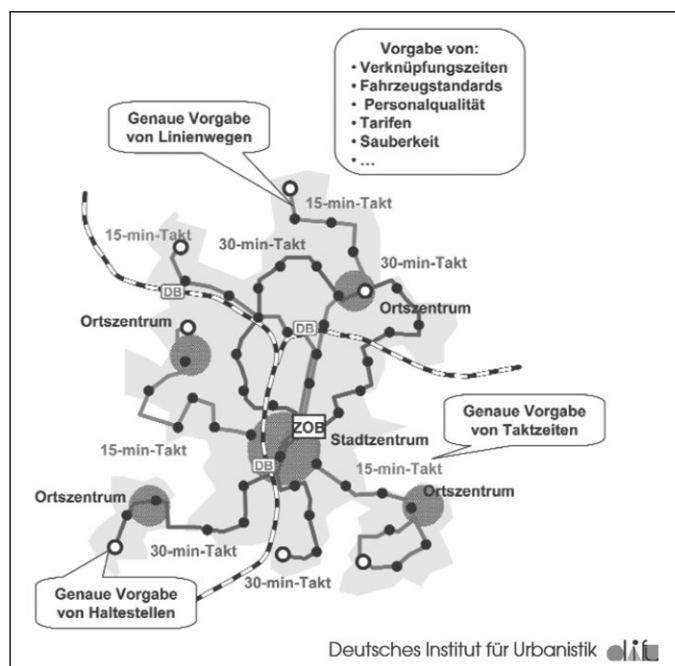 Vorgabe von:
• Verknüpfungszeiten
• Fahrzeugstandards
• Personalqualität
• Tarifen
• Sauberkeit
• ...
Genaue Vorgabe
von Linienwegen
15-min-Takt
15-min-Takt
30-min-Takt
30-min-Takt
DB
Ortszentrum
Ortszentrum
DB
Genaue Vorgabe
von Taktzeiten
ZOB
Stadtzentrum
15-min-Takt
15-min-Takt
DB
Ortszentrum
Ortszentrum
30-min-Takt
30-min-Takt
Genaue Vorgabe
von Haltestellen
Deutsches Institut für Urbanistik difu